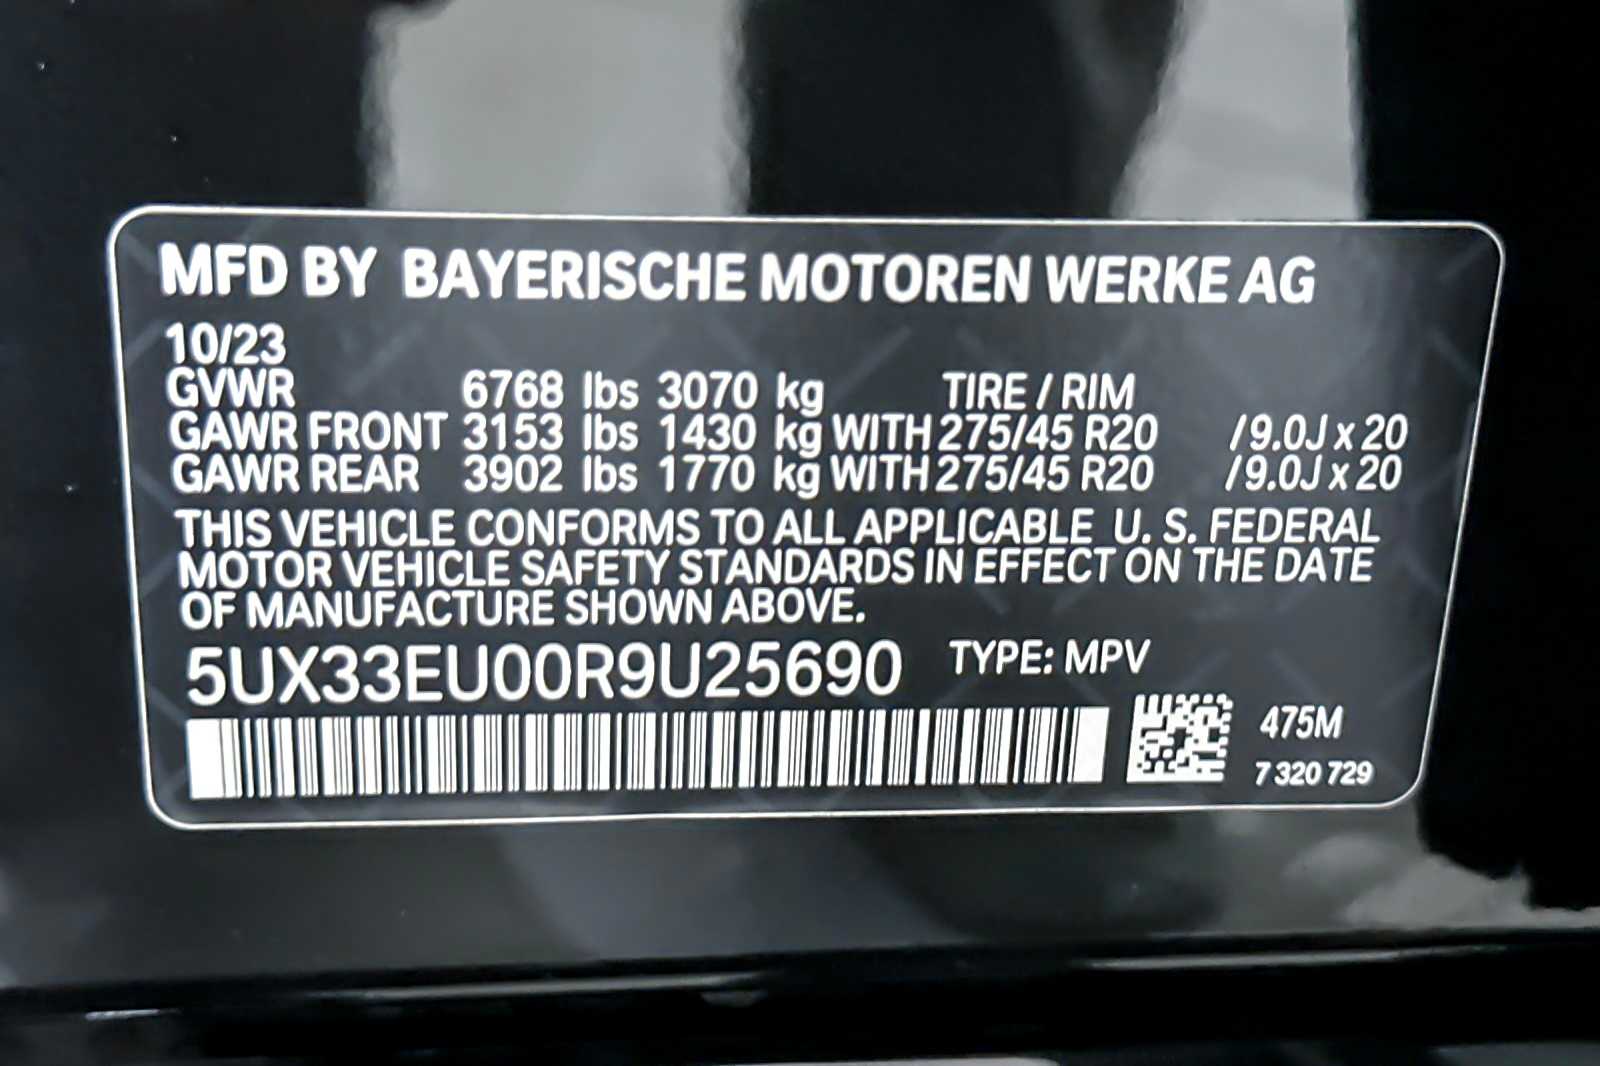 MFD BY BAYERISCHE MOTOREN WERKE AG
10/23
GVWR 6768 lbs 3070 kg TIRE / RIM
GAWR FRONT 3153 lbs 1430 kg WITH 275/45 R20 /9.0J x 20
GAWR REAR 3902 lbs 1770 kg WITH 275/45 R20 /9.0J x 20
THIS VEHICLE CONFORMS TO ALL APPLICABLE U. S. FEDERAL
MOTOR VEHICLE SAFETY STANDARDS IN EFFECT ON THE DATE
OF MANUFACTURE SHOWN ABOVE.
5UX33EU00R9U25690 TYPE: MPV
475M
7 320 729